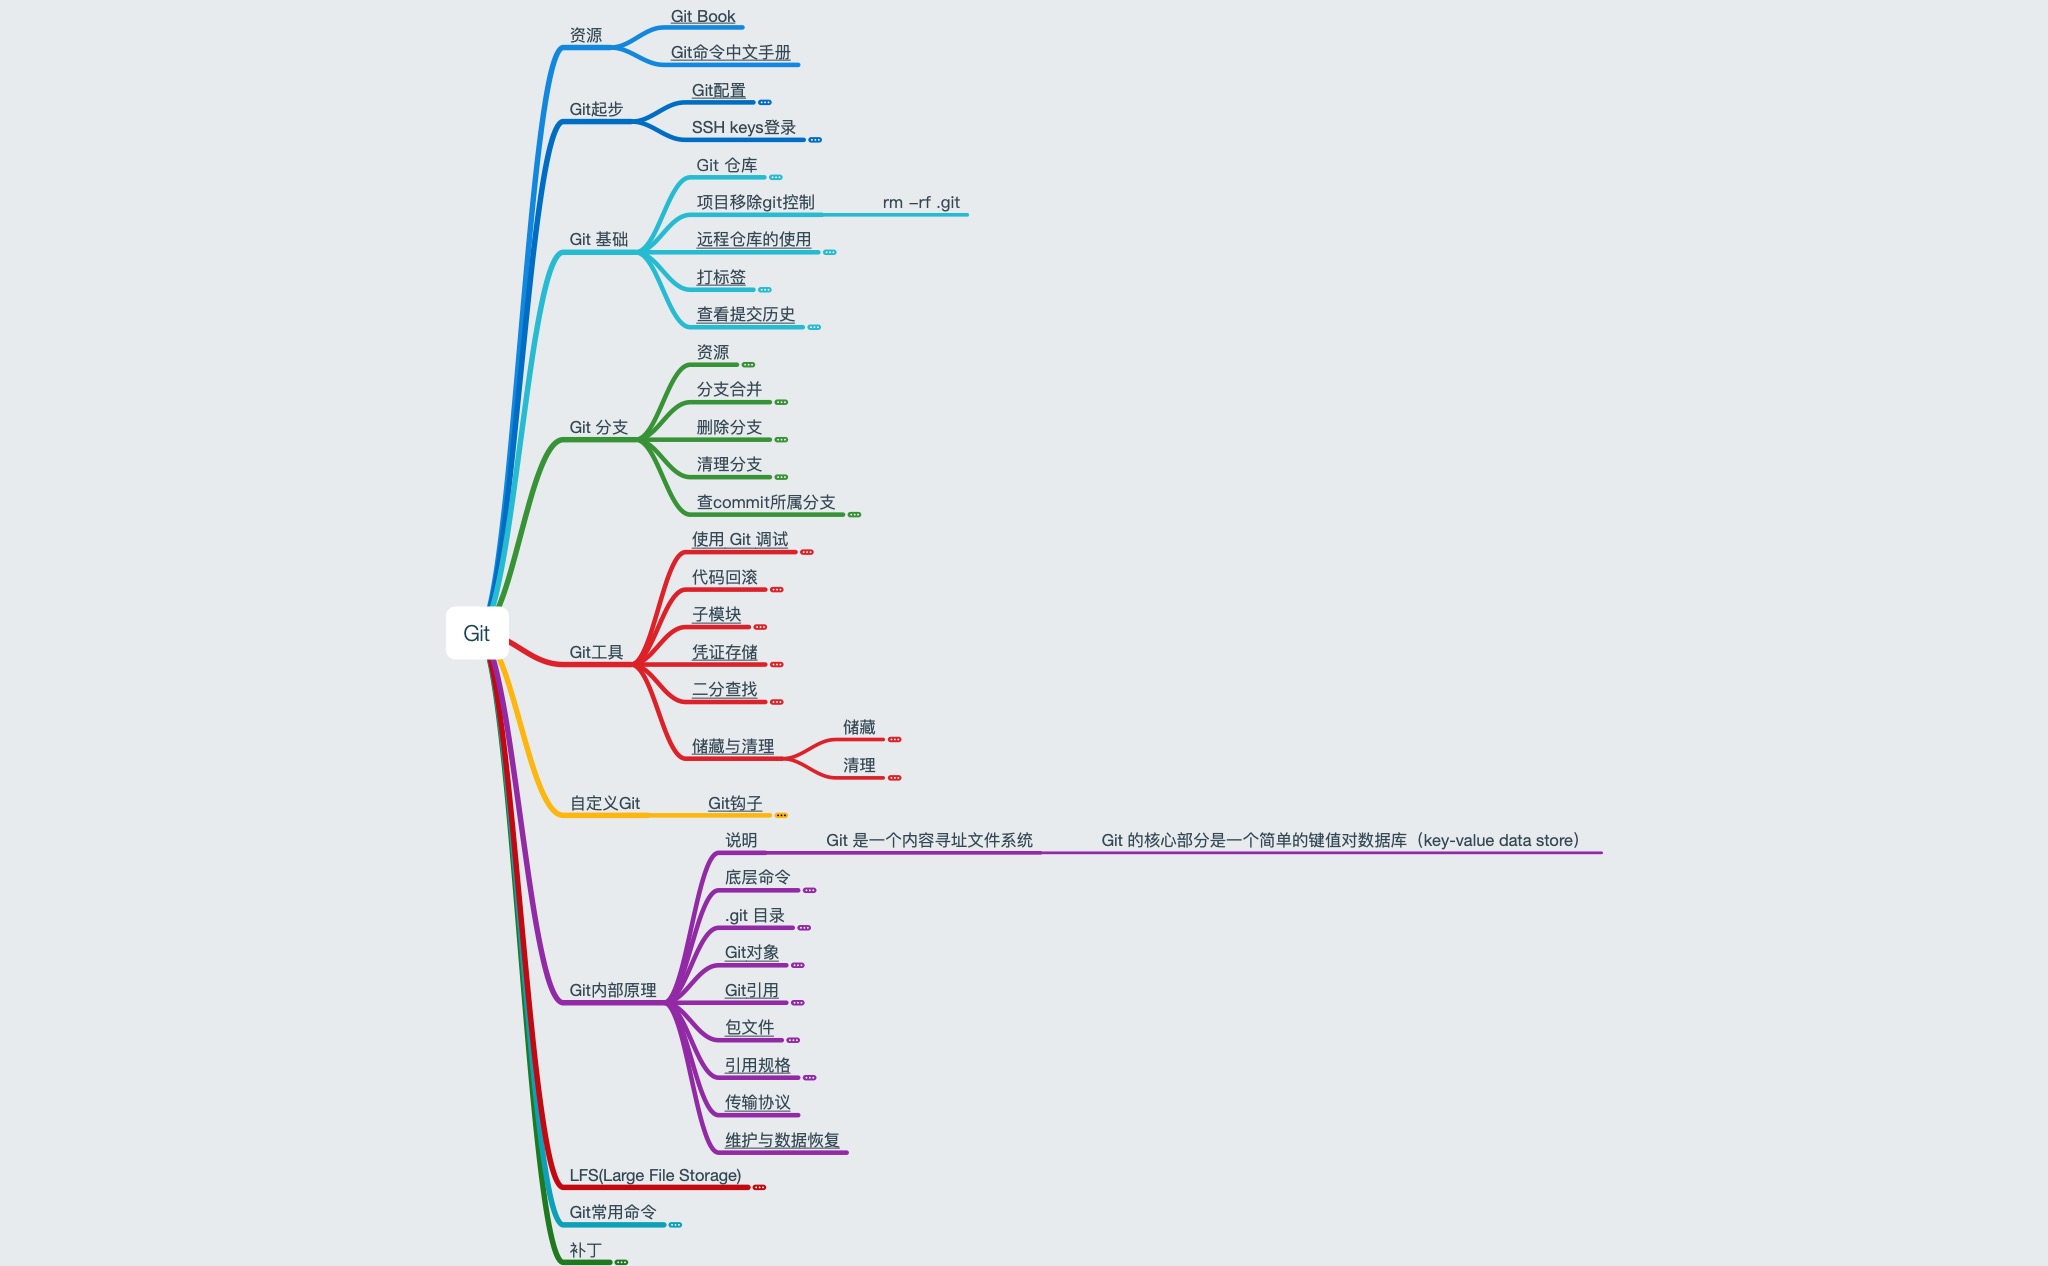 Git Book
资源
Git命令中文手册
Git配置
Git起步
SSH keys登录
Git 仓库
项目移除git控制 rm -rf .git
Git 基础 远程仓库的使用
打标签
查看提交历史
资源
分支合并
Git 分支 删除分支
清理分支
查commit所属分支
使用 Git 调试
代码回滚
子模块
Git
Git工具 凭证存储
二分查找
储藏
储藏与清理
清理
自定义Git Git钩子
说明 Git 是一个内容寻址文件系统 Git 的核心部分是一个简单的键值对数据库（key-value data store）
底层命令
.git 目录
Git对象
Git内部原理 Git引用
包文件
引用规格
传输协议
维护与数据恢复
LFS(Large File Storage)
Git常用命令
补丁